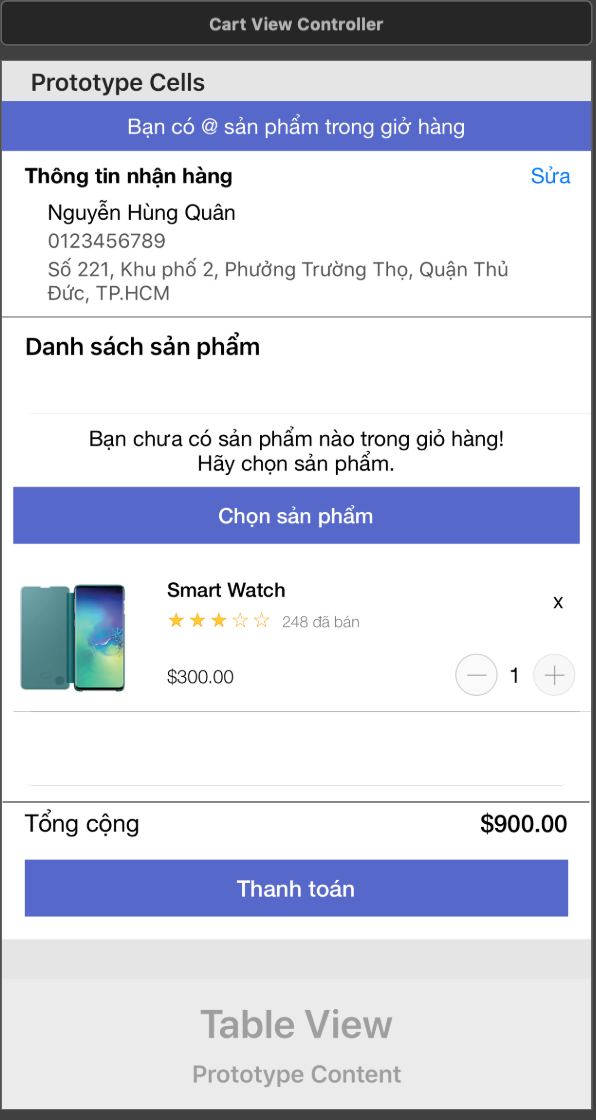 Cart View Controller
Prototype Cells
Bạn có @ sản phẩm trong giở hàng
Thông tin nhận hàng
Sửa
Nguyễn Hùng Quân
0123456789
Số 221, Khu phố 2, Phưởng Trường Thọ, Quận Thủ
Đức, TP.HCM
Danh sách sản phẩm
Bạn chưa có sản phẩm nào trong giỏ hàng!
Hãy chọn sản phẩm.
Chọn sản phẩm
Smart Watch
x
248 đã bán
$300.00
1
Tổng cộng
$900.00
Thanh toán
Table View
Prototype Content